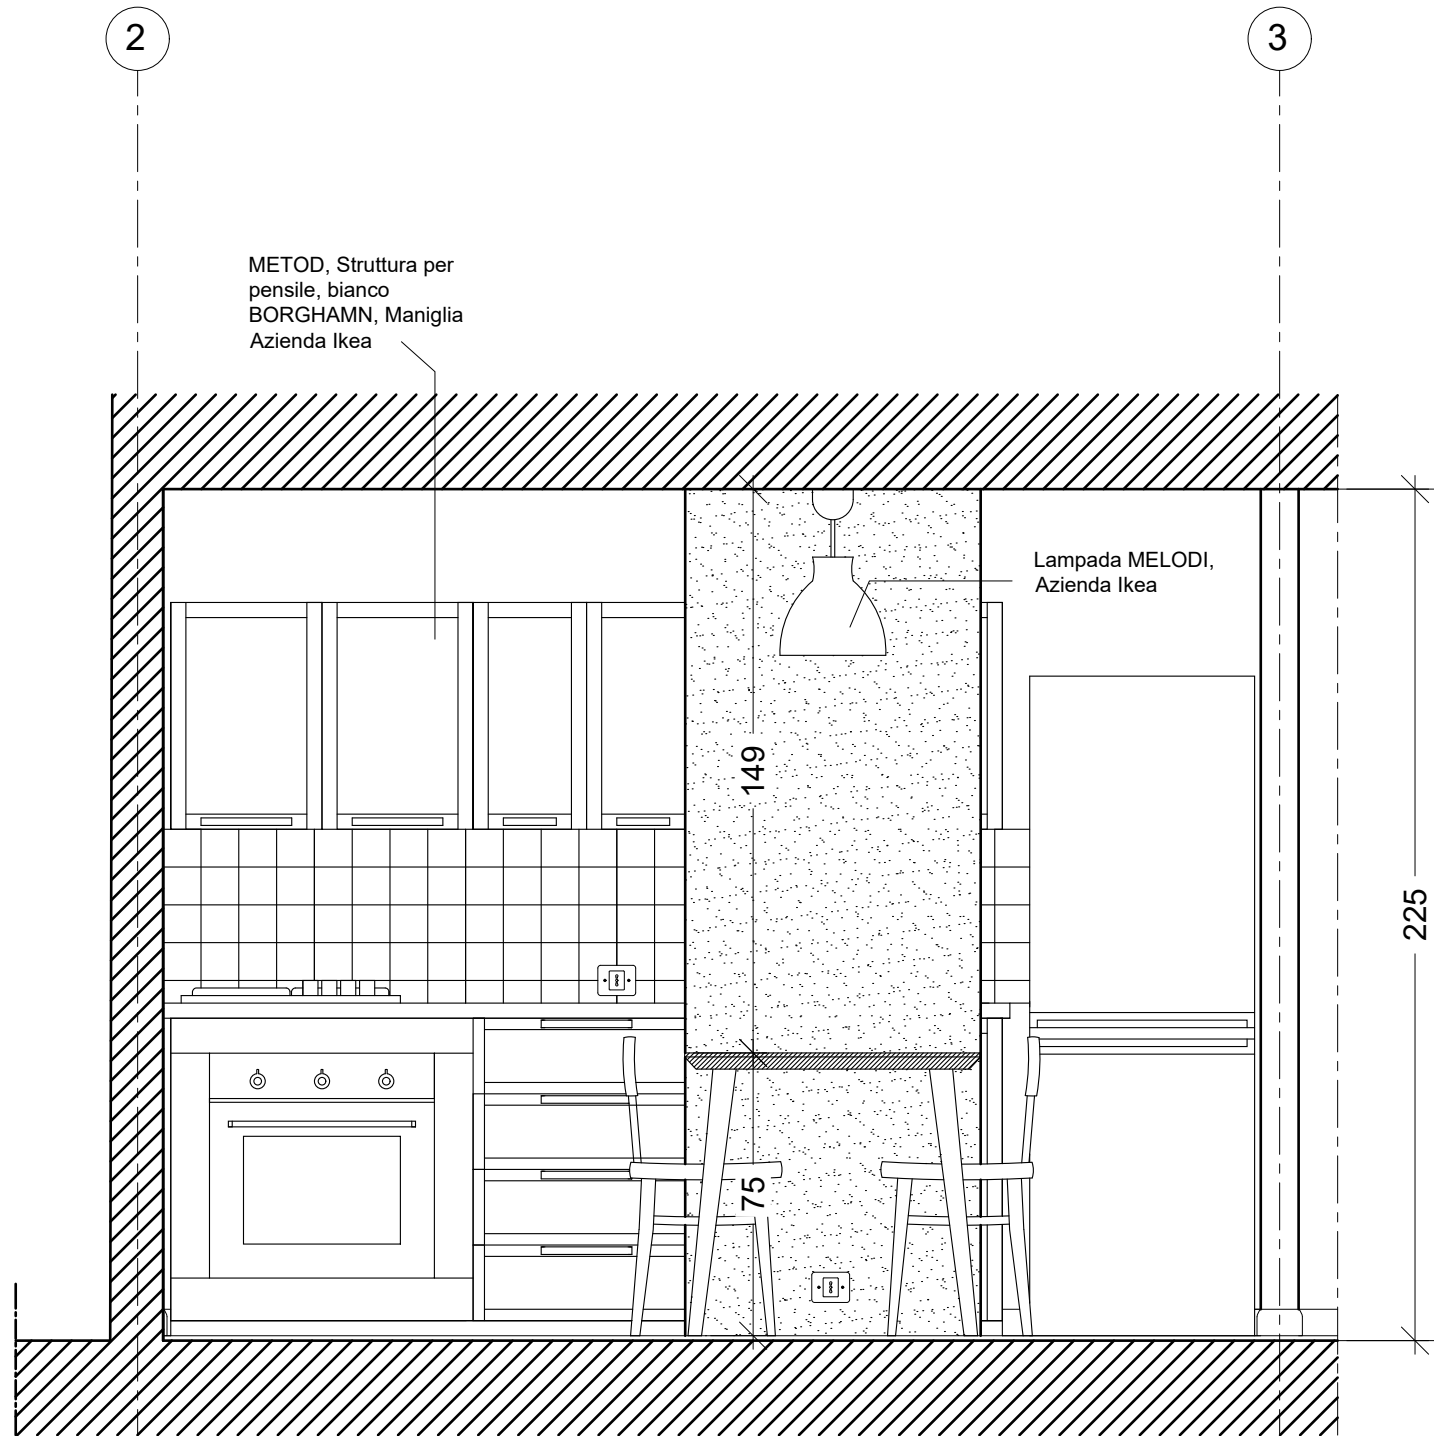 2
3
METOD, Struttura per
pensile, bianco
BORGHAMN, Maniglia
Azienda Ikea
Lampada MELODI,
Azienda Ikea
149
225
75